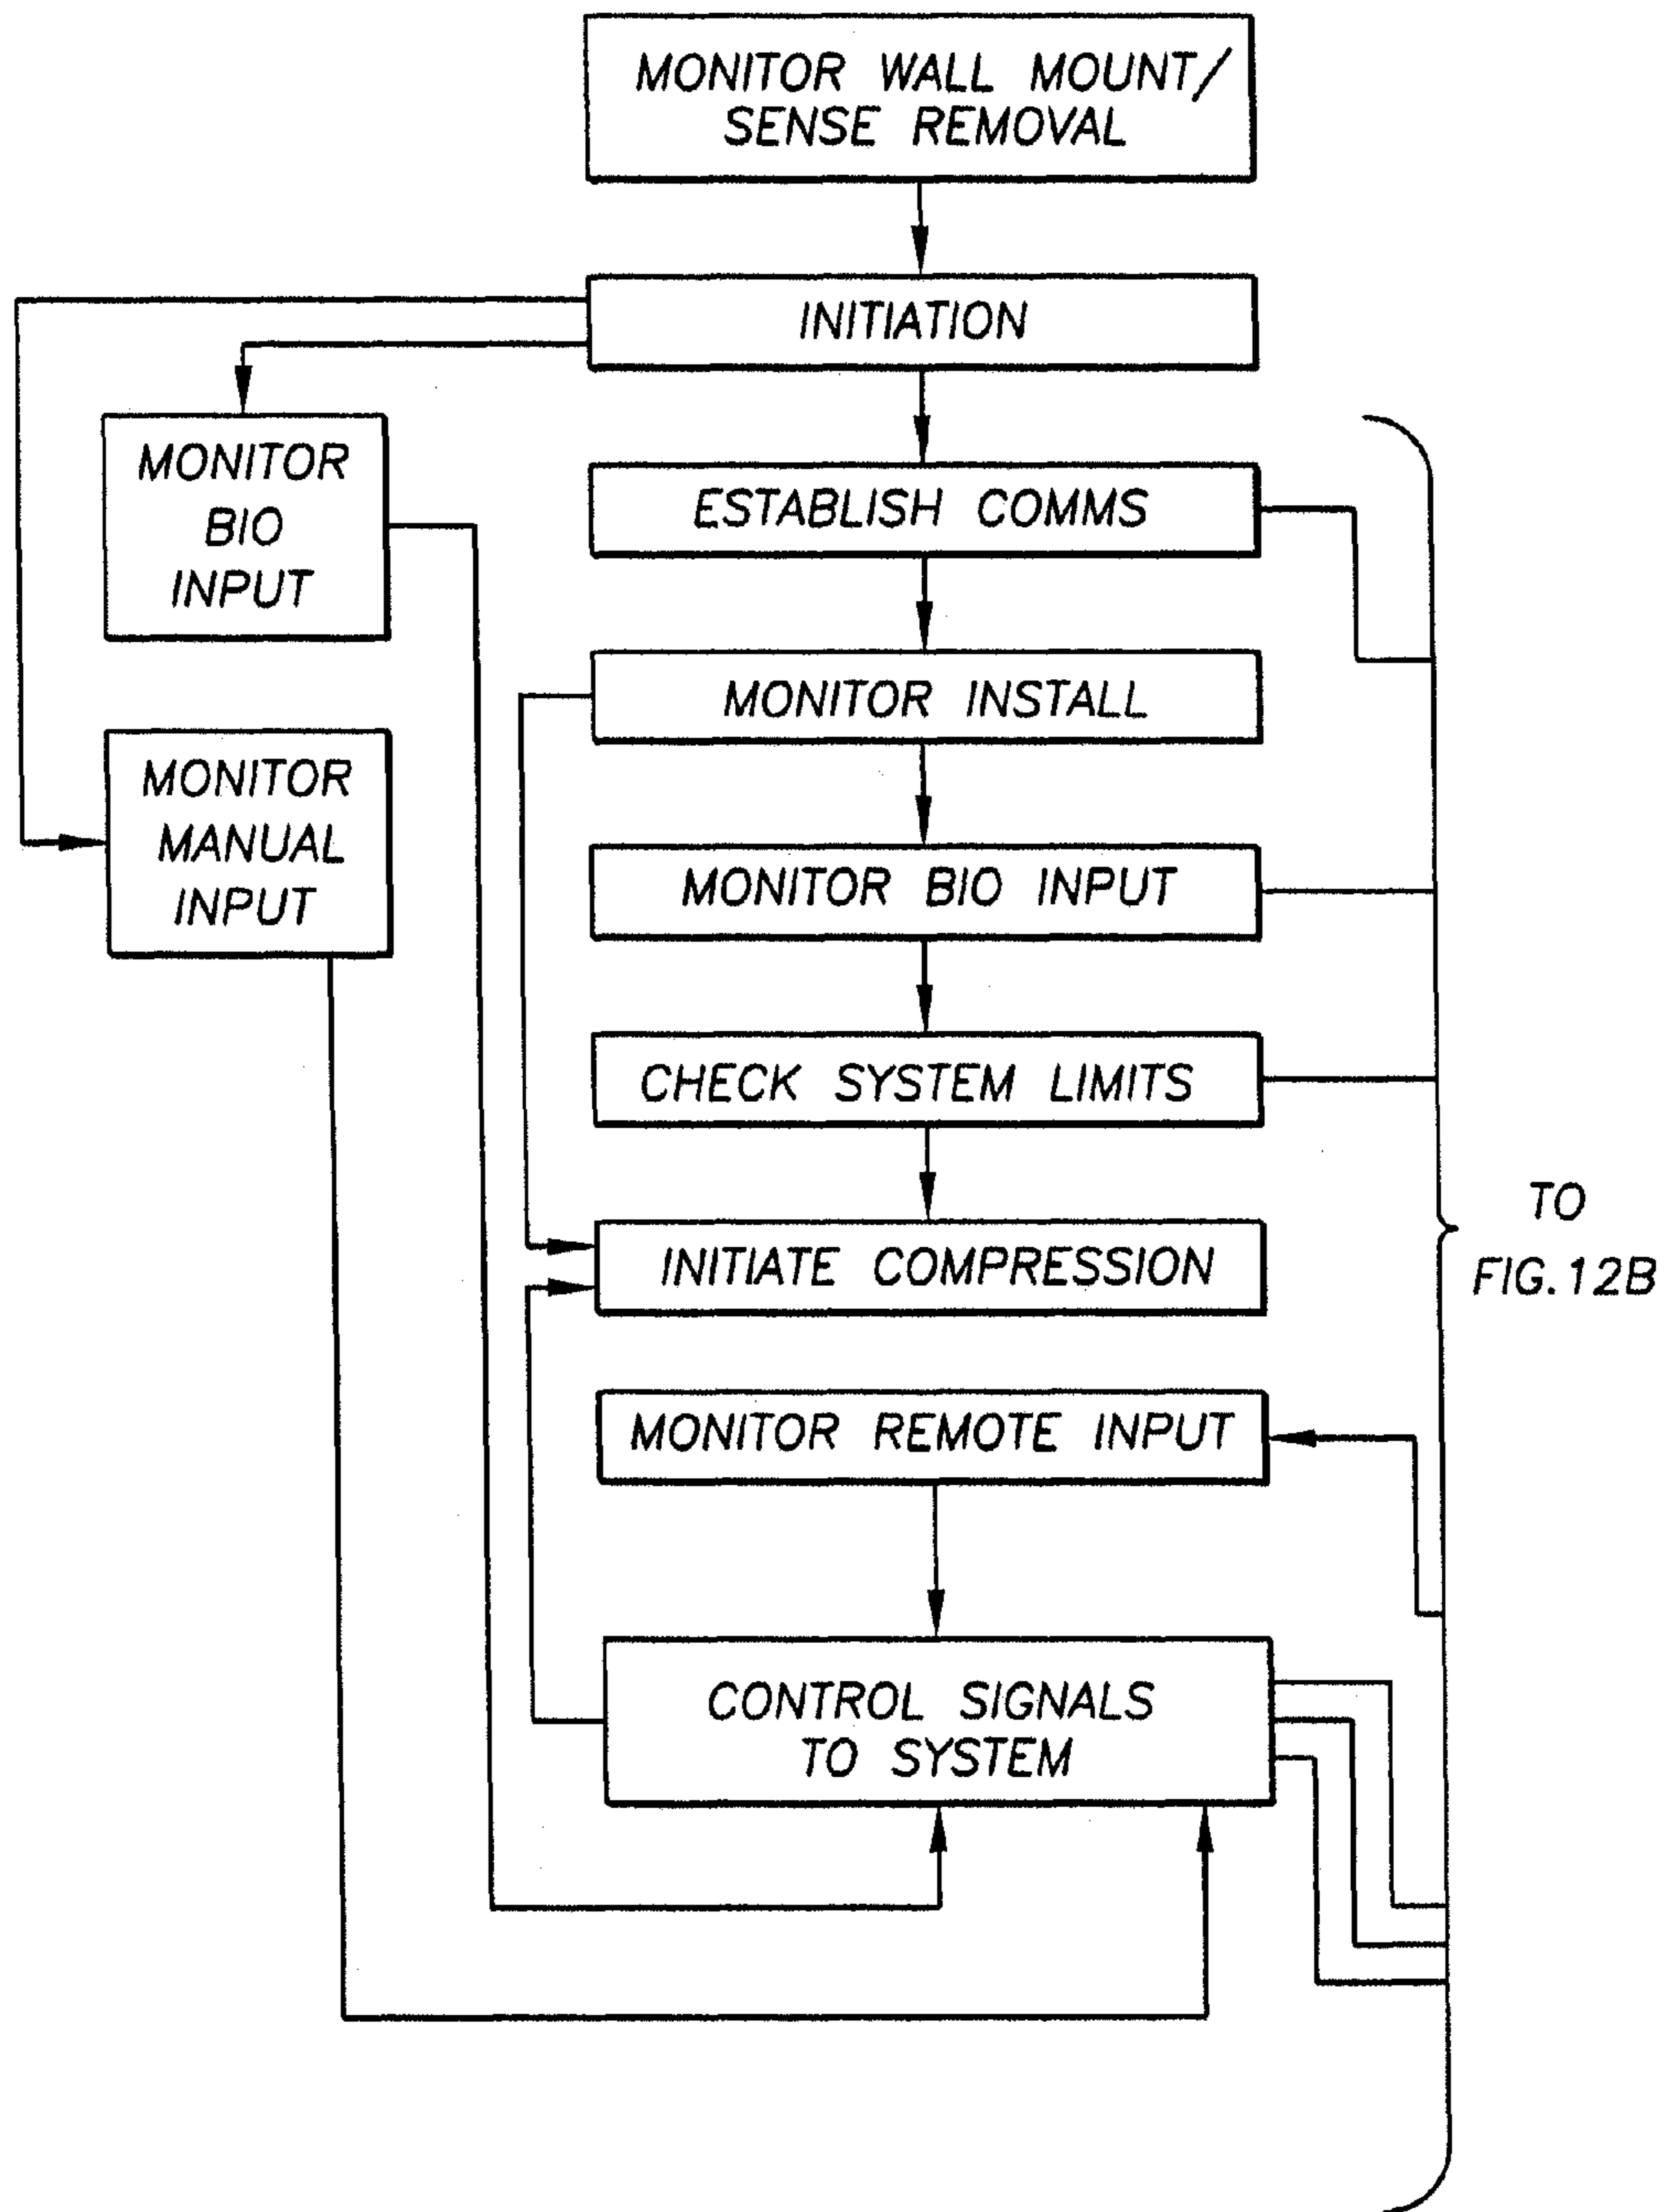 MONITOR WALL MOUNT/
SENSE REMOVAL
INITIATION
MONITOR
BIO
INPUT
ESTABLISH COMMS
MONITOR INSTALL
MONITOR
MANUAL
INPUT
MONITOR BIO INPUT
CHECK SYSTEM LIMITS
TO
FIG.12B
INITIATE COMPRESSION
MONITOR REMOTE INPUT
CONTROL SIGNALS
TO SYSTEM